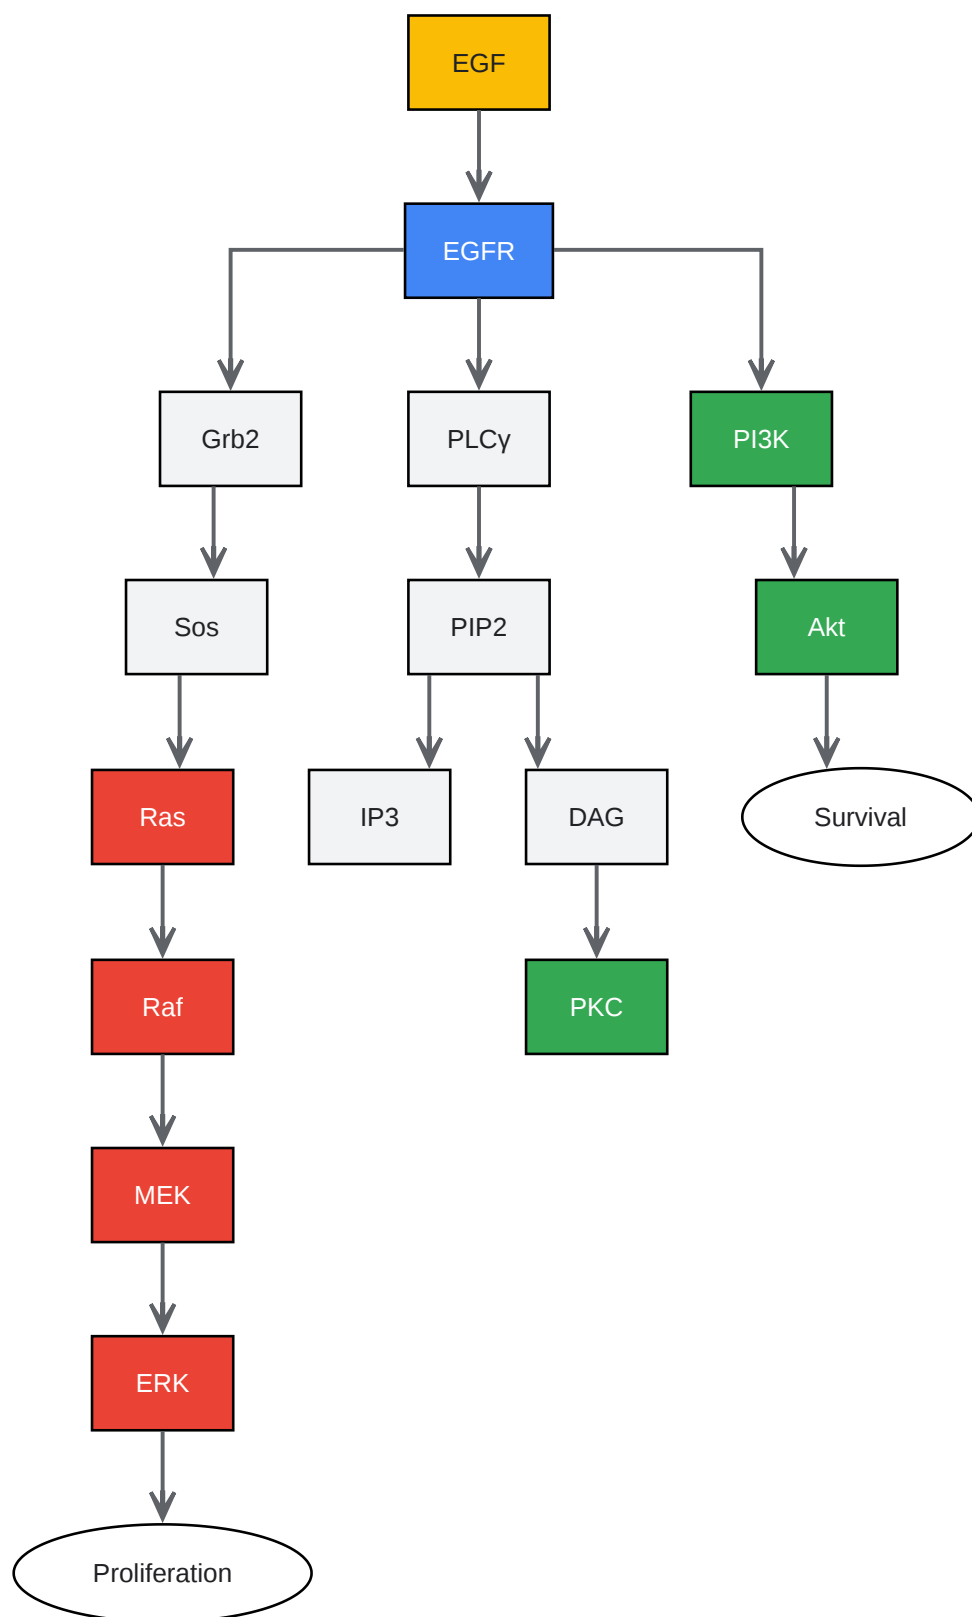 EGF
EGFR
Grb2
PLCγ
PI3K
Sos
PIP2
Akt
Ras
IP3
DAG
Survival
Raf
PKC
MEK
ERK
Proliferation